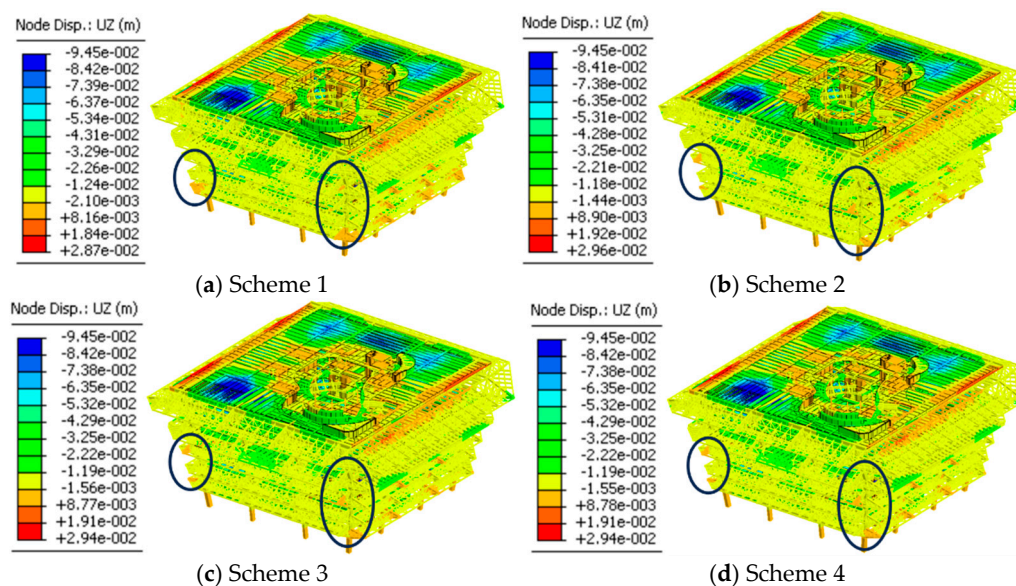 Node Disp.: UZ (m)
-9.45e-002
-8.42e-002
-7.39e-002
-6.37e-002
-5.34e-002
-4.31e-002
-3.29e-002
-2.26e-002
-1.24e-002
-2.10e-003
+8.16e-003
+1.84e-002
+2.87e-002
(a) Scheme 1
Node Disp.: UZ (m)
-9.45e-002
-8.41e-002
-7.38e-002
-6.35e-002
-5.31e-002
-4.28e-002
-3.25e-002
-2.21e-002
-1.18e-002
-1.44e-003
+8.90e-003
+1.92e-002
+2.96e-002
(b) Scheme 2
Node Disp.: UZ (m)
-9.45e-002
-8.42e-002
-7.38e-002
-6.35e-002
-5.32e-002
-4.29e-002
-3.25e-002
-2.22e-002
-1.19e-002
-1.56e-003
+8.77e-003
+1.91e-002
+2.94e-002
(c) Scheme 3
Node Disp.: UZ (m)
-9.45e-002
-8.42e-002
-7.38e-002
-6.35e-002
-5.32e-002
-4.29e-002
-3.25e-002
-2.22e-002
-1.19e-002
-1.55e-003
+8.78e-003
+1.91e-002
+2.94e-002
(d) Scheme 4